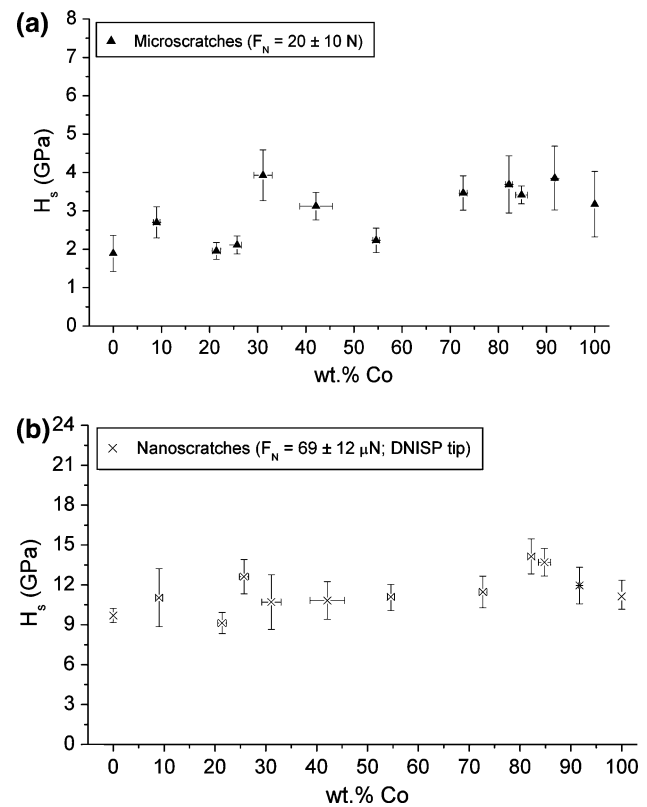 (a)
8
7
6
5
4
3
2
1
0
H_s (GPa)
Microscratches (F_N = 20 ± 10 N)
0 10 20 30 40 50 60 70 80 90 100
wt.% Co
(b)
24
21
18
15
12
9
6
3
0
H_s (GPa)
Nanoscratches (F_N = 69 ± 12 μN; DNISP tip)
0 10 20 30 40 50 60 70 80 90 100
wt.% Co